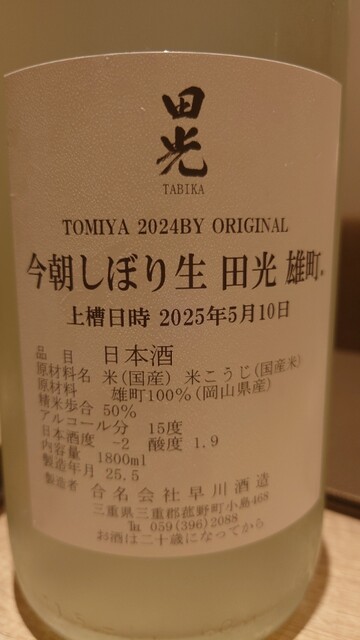 田光
TABIKA
TOMIYA 2024BY ORIGINAL
今朝しぼり生 田光 雄町。
上槽日時 2025年5月10日
品目 日本酒
原材料名 米(国産) 米こうじ(国産米)
原材料 雄町100%(岡山県産)
精米歩合 50%
アルコール分 15度
日本酒度 -2 酸度 1.9
内容量 1800ml
製造年月 25.5
製造者 合名会社早川酒造
三重県三重郡菰野町小島468
℡ 059(396)2088
お酒は二十歳になってから